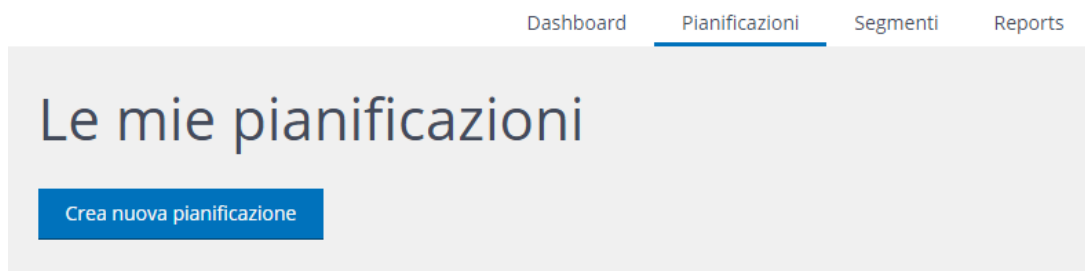 Dashboard Pianificazioni Segmenti Reports
Le mie pianificazioni
Crea nuova pianificazione